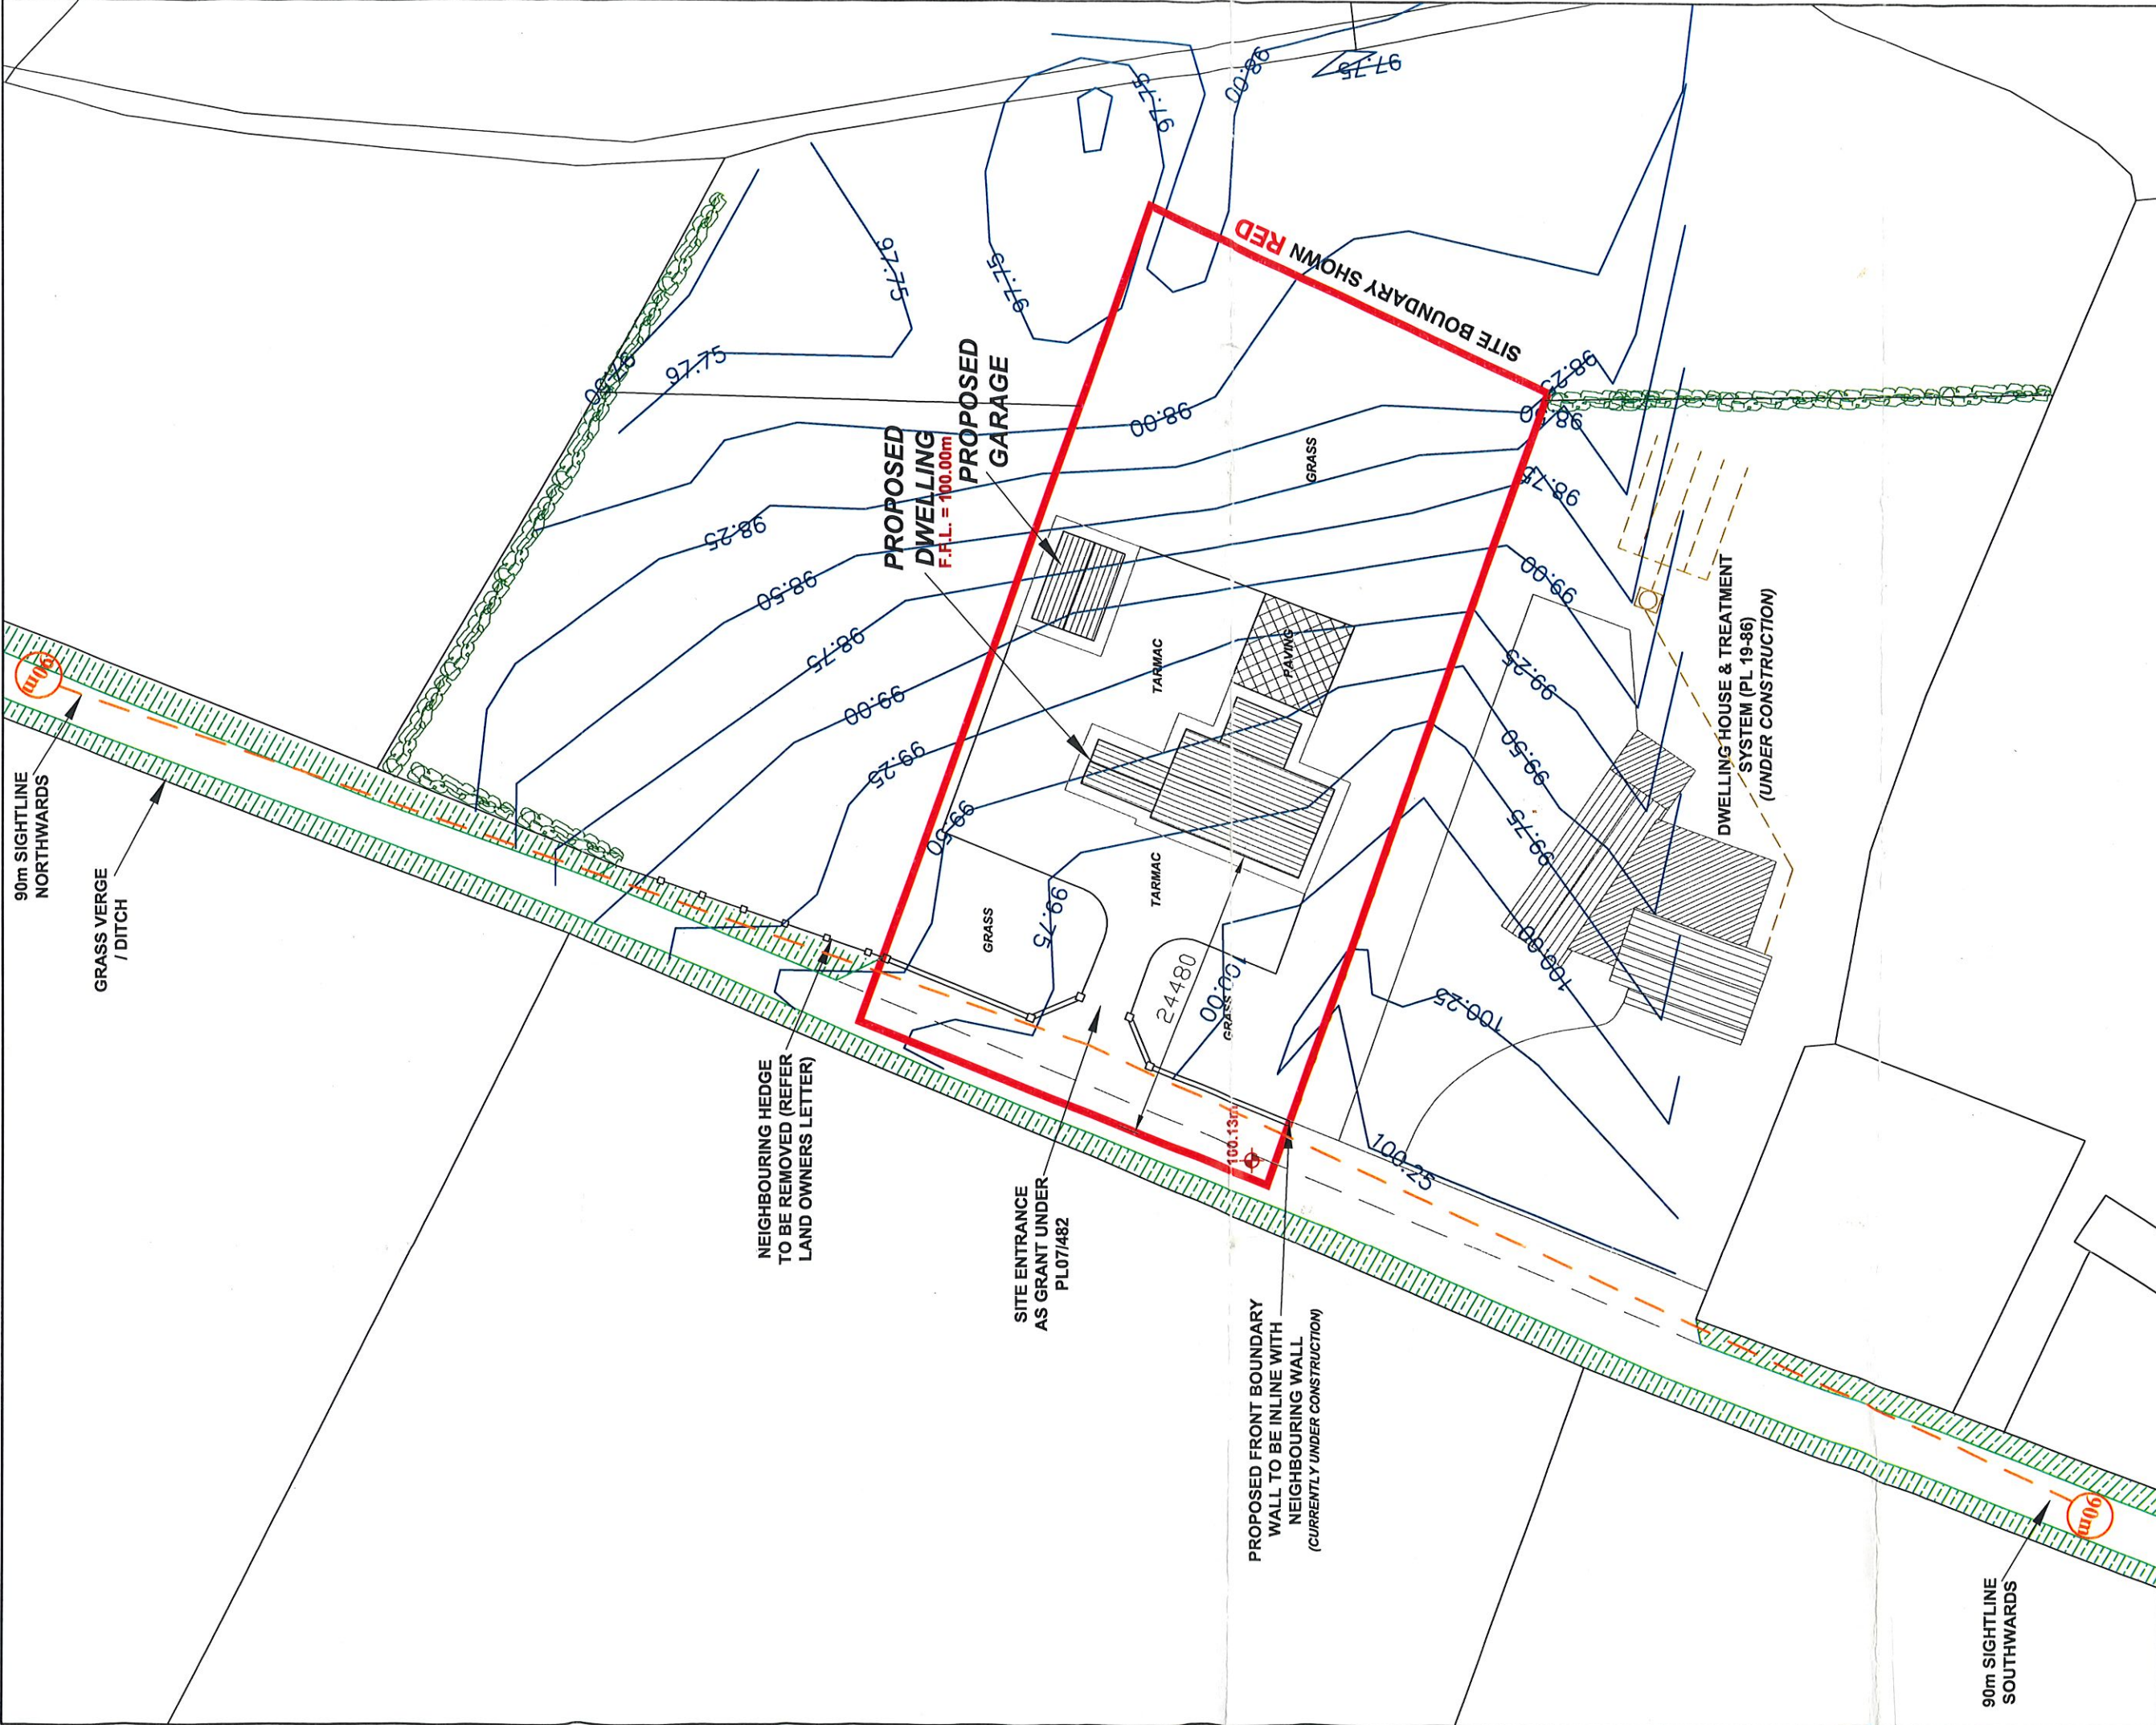 90m SIGHTLINE
NORTHWARDS
90m
GRASS VERGE
/ DITCH
NEIGHBOURING HEDGE
TO BE REMOVED (REFER
LAND OWNERS LETTER)
SITE ENTRANCE
AS GRANT UNDER
PL07/482
PROPOSED FRONT BOUNDARY
WALL TO BE INLINE WITH
NEIGHBOURING WALL
(CURRENTLY UNDER CONSTRUCTION)
90m SIGHTLINE
SOUTHWARDS
90m
PROPOSED
DWELLING
F.F.L. = 100.00m
PROPOSED
GARAGE
SITE BOUNDARY SHOWN RED
DWELLING HOUSE & TREATMENT
SYSTEM (PL 19-86)
(UNDER CONSTRUCTION)
GRASS
TARMAC
PAVING
GRASS
TARMAC
GRASS
24480
100.13m
97.50
97.75
97.75
97.75
97.75
98.00
97.75
98.00
98.25
98.50
98.75
99.00
99.25
99.50
99.75
100.00
98.25
98.50
98.75
99.00
99.25
99.50
99.75
100.00
100.25
100.25